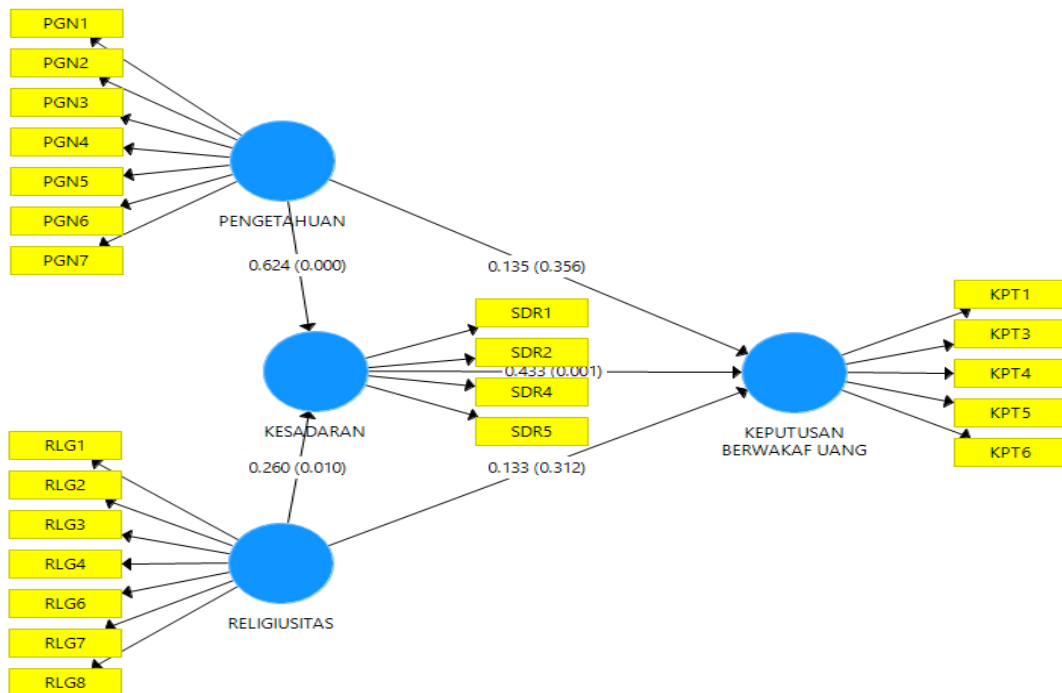 PGN1
PGN2
PGN3
PGN4
PGN5
PGN6
PGN7
PENGETAHUAN
0.624 (0.000)
0.135 (0.356)
SDR1
SDR2
0.433 (0.001)
SDR4
SDR5
KESADARAN
KPT1
KPT3
KPT4
KPT5
KPT6
KEPUTUSAN
BERWAKAF UANG
0.260 (0.010)
0.133 (0.312)
RLG1
RLG2
RLG3
RLG4
RLG6
RLG7
RLG8
RELIGIUSITAS